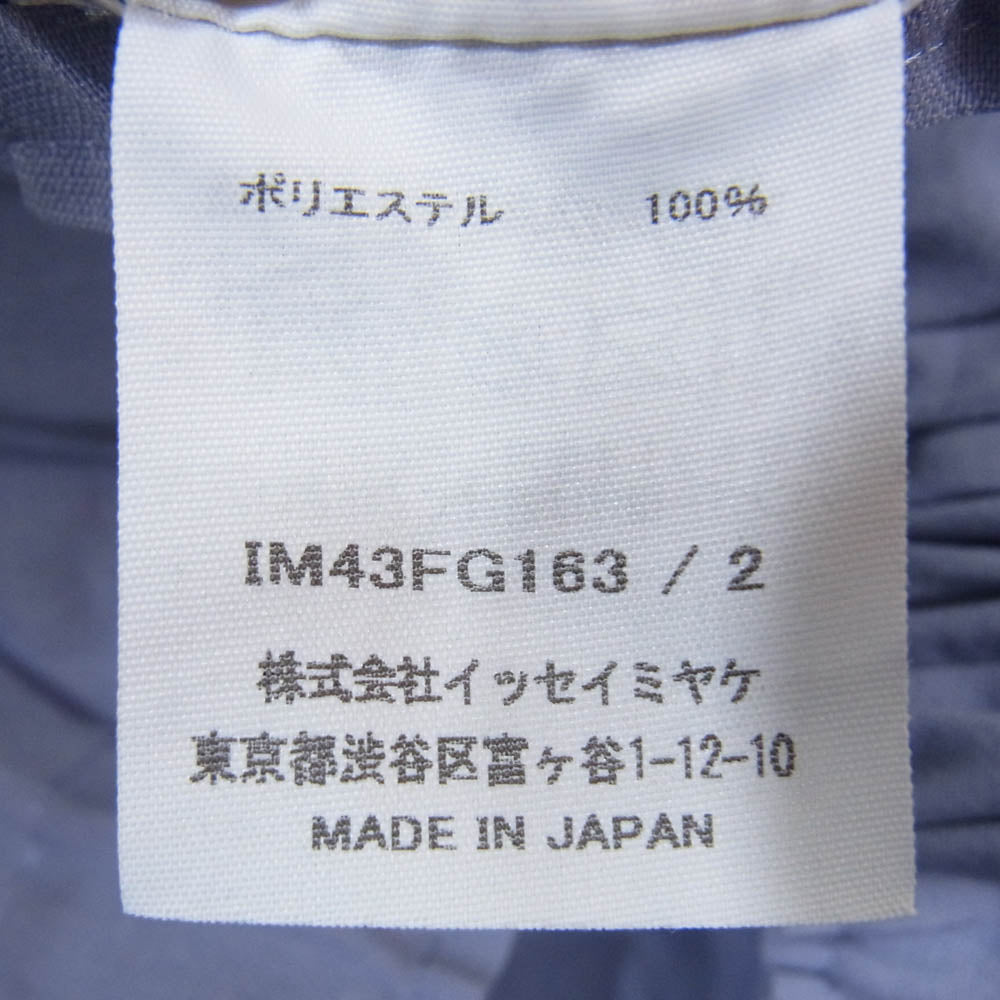 ポリエステル 100%
IM43FG163 / 2
株式会社イッセイミヤケ
東京都渋谷区富ヶ谷1-12-10
MADE IN JAPAN